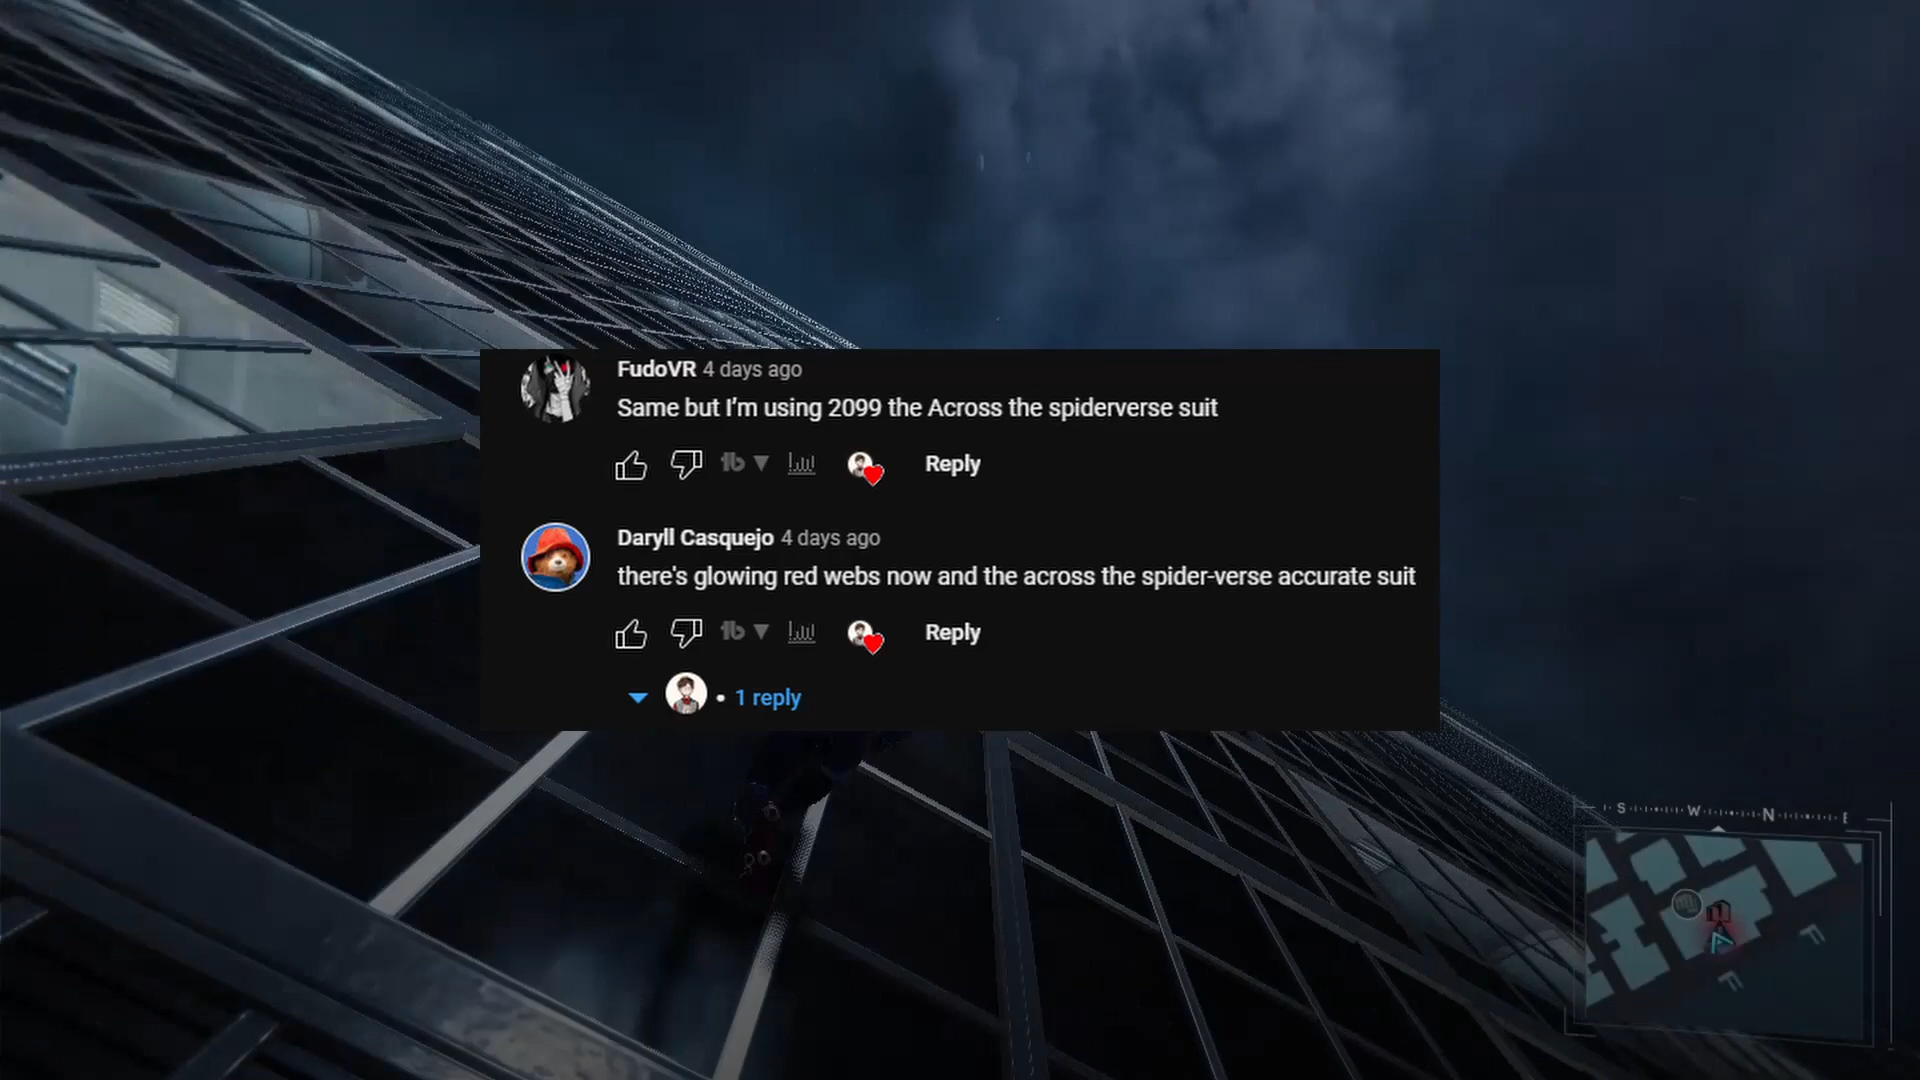 FudoVR 4 days ago
Same but I’m using 2099 the Across the spiderverse suit
Reply
Daryll Casquejo 4 days ago
there's glowing red webs now and the across the spider-verse accurate suit
Reply
• 1 reply
S W N E